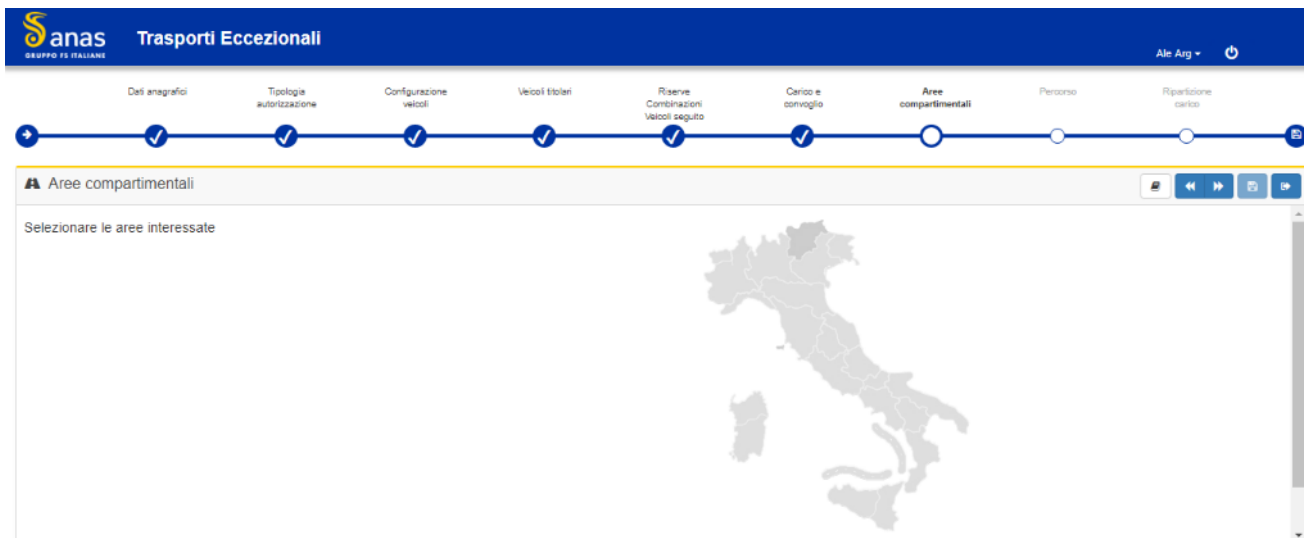 anas
GRUPPO FS ITALIANE
Trasporti Eccezionali
Ale Arg
Dati anagrafici
Tipologia
autorizzazione
Configurazione
veicoli
Veicoli titolari
Riserve
Combinazioni
Veicoli seguito
Carico e
convoglio
Aree
compartimentali
Percorso
Ripartizione
carico
Aree compartimentali
Selezionare le aree interessate